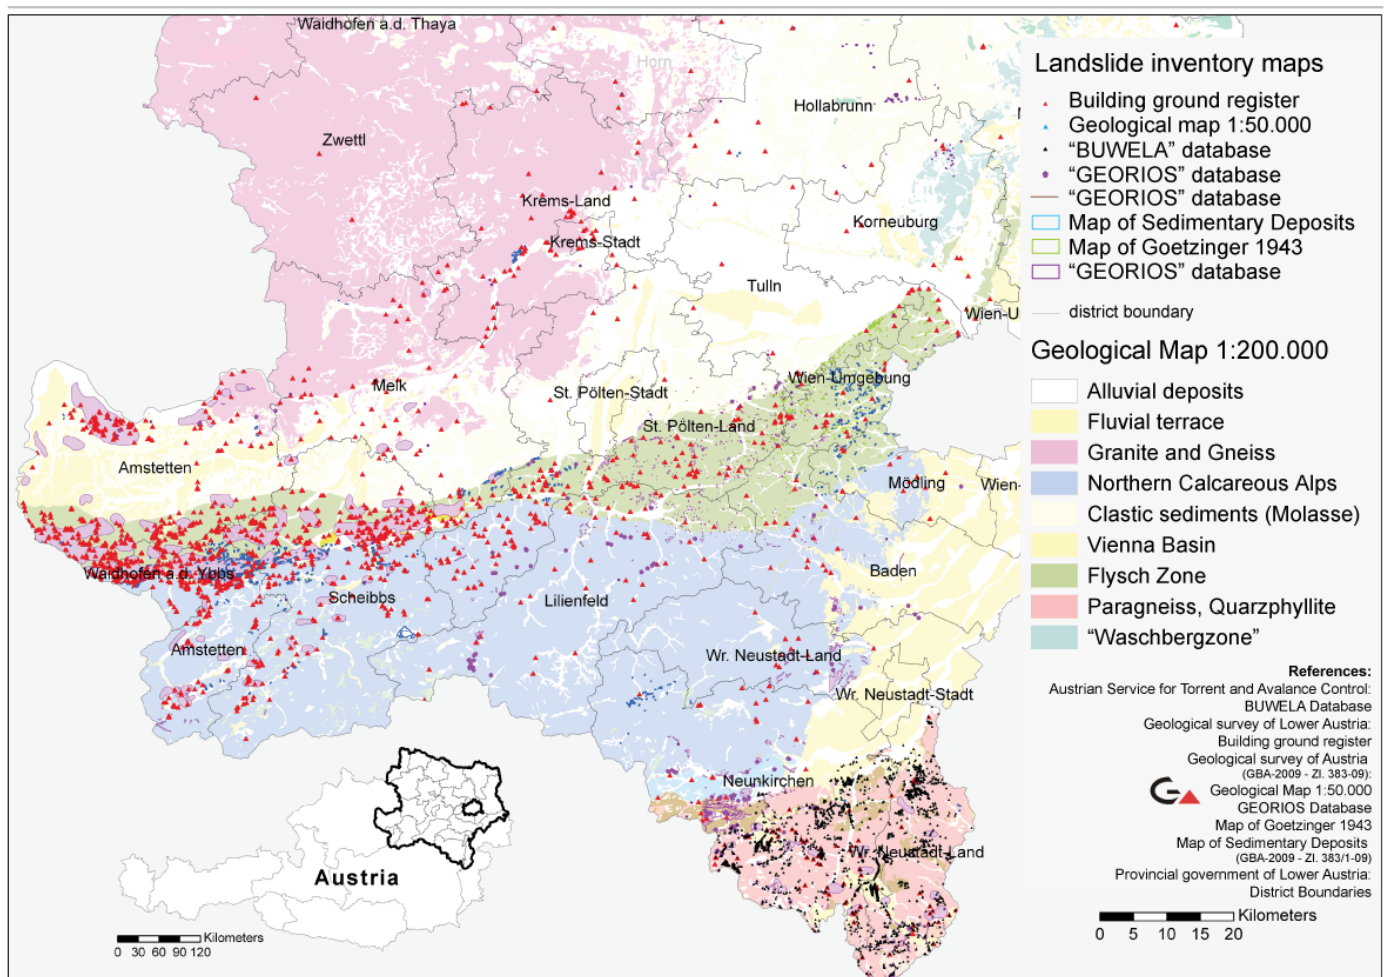 Waidhofen a.d. Thaya
Horn
Zwettl
Hollabrunn
Krems-Land
Korneuburg
Krems-Stadt
Tulln
Wien-U
Melk
Wien-Umgebung
St. Pölten-Stadt
St. Pölten-Land
Amstetten
Mödling
Wien-
Waidhofen a.d. Ybbs
Baden
Scheibbs
Lilienfeld
Amstetten
Wr. Neustadt-Land
Wr. Neustadt-Stadt
Neunkirchen
Wr. Neustadt-Land
Austria
Kilometers
0 30 60 90 120
Landslide inventory maps
Building ground register
Geological map 1:50.000
“BUWELA” database
“GEORIOS” database
“GEORIOS” database
Map of Sedimentary Deposits
Map of Goetzinger 1943
“GEORIOS” database
district boundary
Geological Map 1:200.000
Alluvial deposits
Fluvial terrace
Granite and Gneiss
Northern Calcareous Alps
Clastic sediments (Molasse)
Vienna Basin
Flysch Zone
Paragneiss, Quarzphyllite
“Waschbergzone”
References:
Austrian Service for Torrent and Avalance Control:
BUWELA Database
Geological survey of Lower Austria:
Building ground register
Geological survey of Austria
(GBA-2009 - Zl. 383-09):
Geological Map 1:50.000
GEORIOS Database
Map of Goetzinger 1943
Map of Sedimentary Deposits
(GBA-2009 - Zl. 383/1-09)
Provincial government of Lower Austria:
District Boundaries
Kilometers
0 5 10 15 20